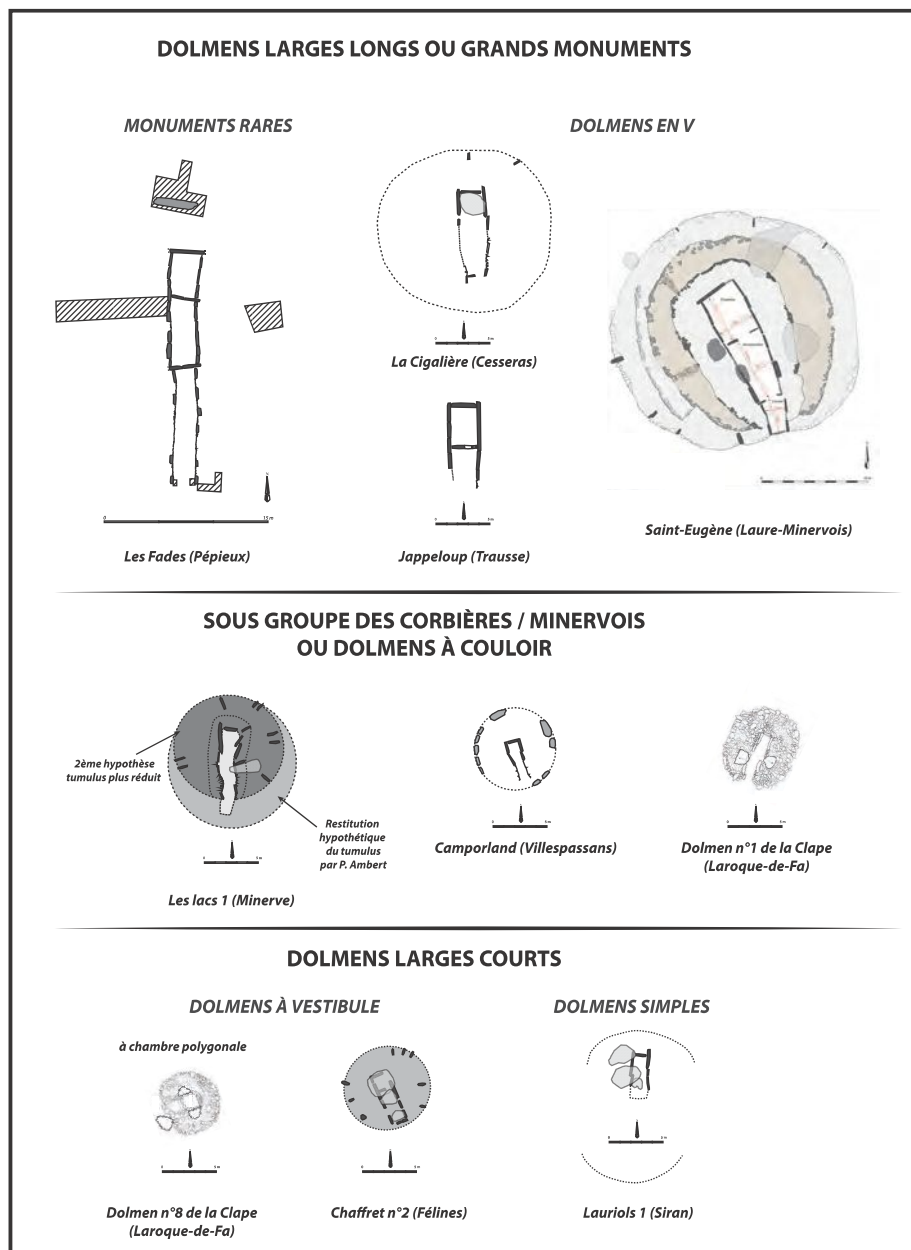 DOLMENS LARGES LONGS OU GRANDS MONUMENTS
MONUMENTS RARES
DOLMENS EN V
La Cigalière (Cesseras)
Les Fades (Pépieux)
Jappeloup (Trausse)
Saint-Eugène (Laure-Minervois)
0
15 m
SOUS GROUPE DES CORBIÈRES / MINERVOIS
OU DOLMENS À COULOIR
2ème hypothèse
tumulus plus réduit
Restitution
hypothétique
du tumulus
par P. Ambert
Les lacs 1 (Minerve)
Camporland (Villespassans)
Dolmen n°1 de la Clape
(Laroque-de-Fa)
DOLMENS LARGES COURTS
DOLMENS À VESTIBULE
DOLMENS SIMPLES
à chambre polygonale
Dolmen n°8 de la Clape
(Laroque-de-Fa)
Chaffret n°2 (Félines)
Lauriols 1 (Siran)